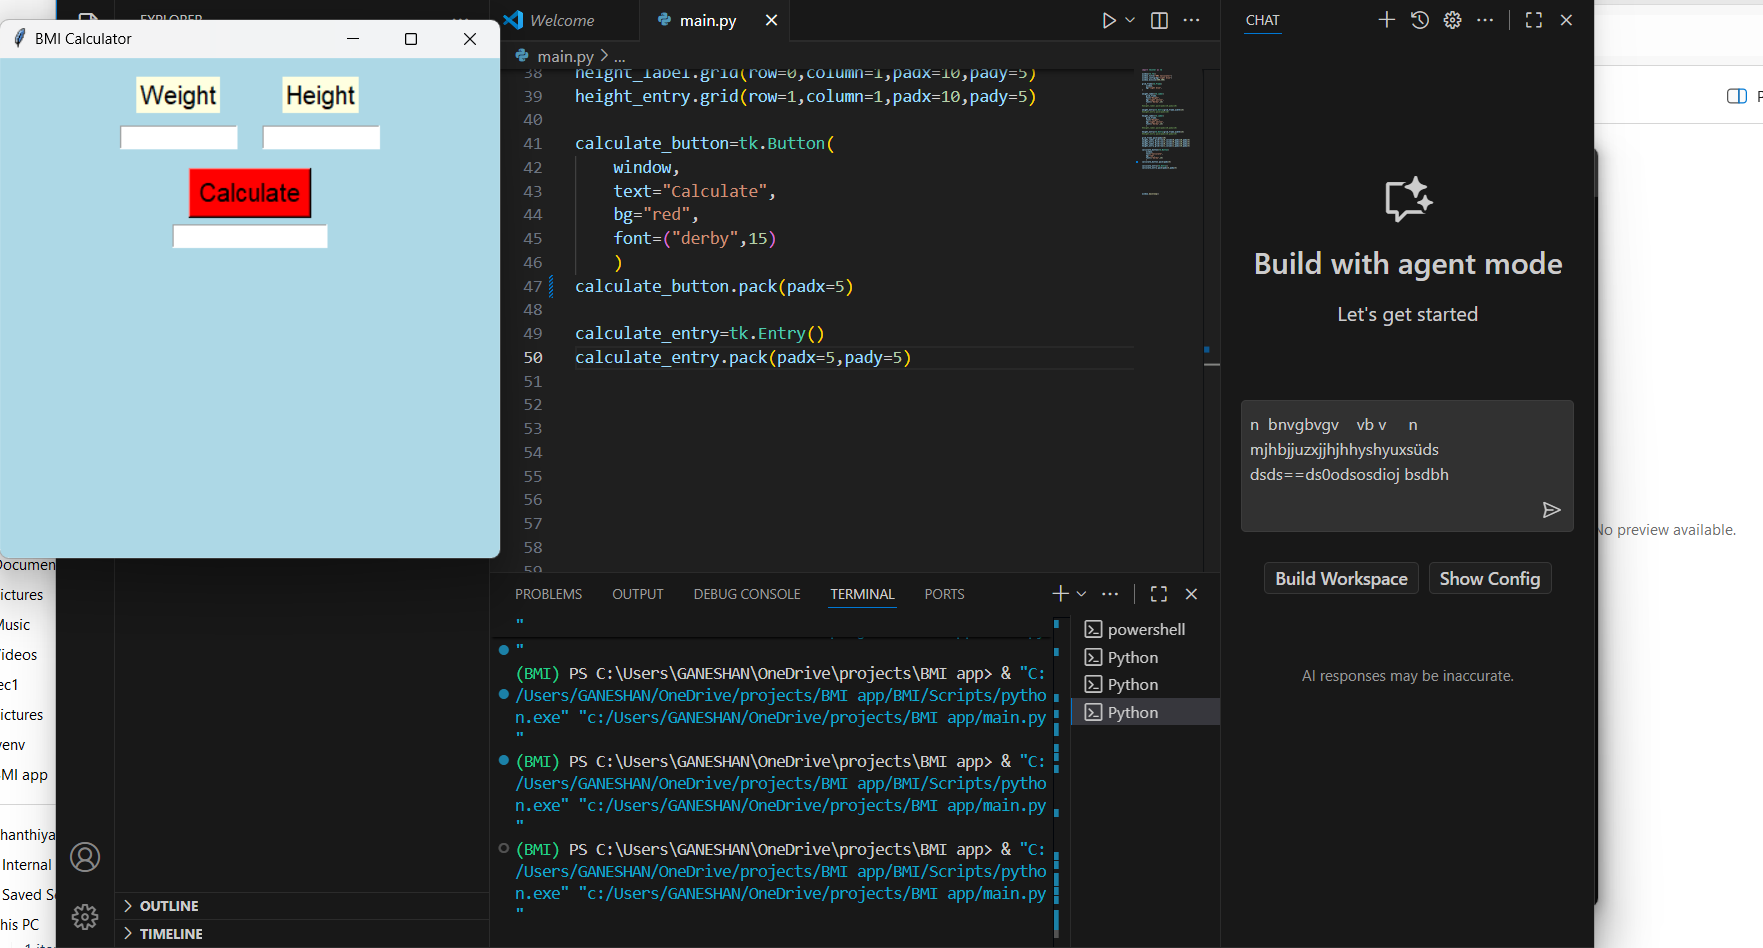 EXPLORER
BMI Calculator
Weight
Height
Calculate
Documen
ictures
Music
ideos
ec1
ictures
venv
MI app
hanthiya
Internal
Saved S
his PC
OUTLINE
TIMELINE
Welcome
main.py
main.py > ...
38 height_label.grid(row=0,column=1,padx=10,pady=5)
39 height_entry.grid(row=1,column=1,padx=10,pady=5)
40
41 calculate_button=tk.Button(
42 window,
43 text="Calculate",
44 bg="red",
45 font=("derby",15)
46 )
47 calculate_button.pack(padx=5)
48
49 calculate_entry=tk.Entry()
50 calculate_entry.pack(padx=5,pady=5)
51
52
53
54
55
56
57
58
59
PROBLEMS OUTPUT DEBUG CONSOLE TERMINAL PORTS
"
"
(BMI) PS C:\Users\GANESHAN\OneDrive\projects\BMI app> & "C:
/Users/GANESHAN/OneDrive/projects/BMI app/BMI/Scripts/pytho
n.exe" "c:/Users/GANESHAN/OneDrive/projects/BMI app/main.py
"
(BMI) PS C:\Users\GANESHAN\OneDrive\projects\BMI app> & "C:
/Users/GANESHAN/OneDrive/projects/BMI app/BMI/Scripts/pytho
n.exe" "c:/Users/GANESHAN/OneDrive/projects/BMI app/main.py
"
(BMI) PS C:\Users\GANESHAN\OneDrive\projects\BMI app> & "C:
/Users/GANESHAN/OneDrive/projects/BMI app/BMI/Scripts/pytho
n.exe" "c:/Users/GANESHAN/OneDrive/projects/BMI app/main.py
"
powershell
Python
Python
Python
CHAT
Build with agent mode
Let's get started
n bnvgbvgv vb v n
mjhbjjuzxjjhjhhyshyuxsüds
dsds==ds0odsosdioj bsdbh
Build Workspace
Show Config
AI responses may be inaccurate.
No preview available.